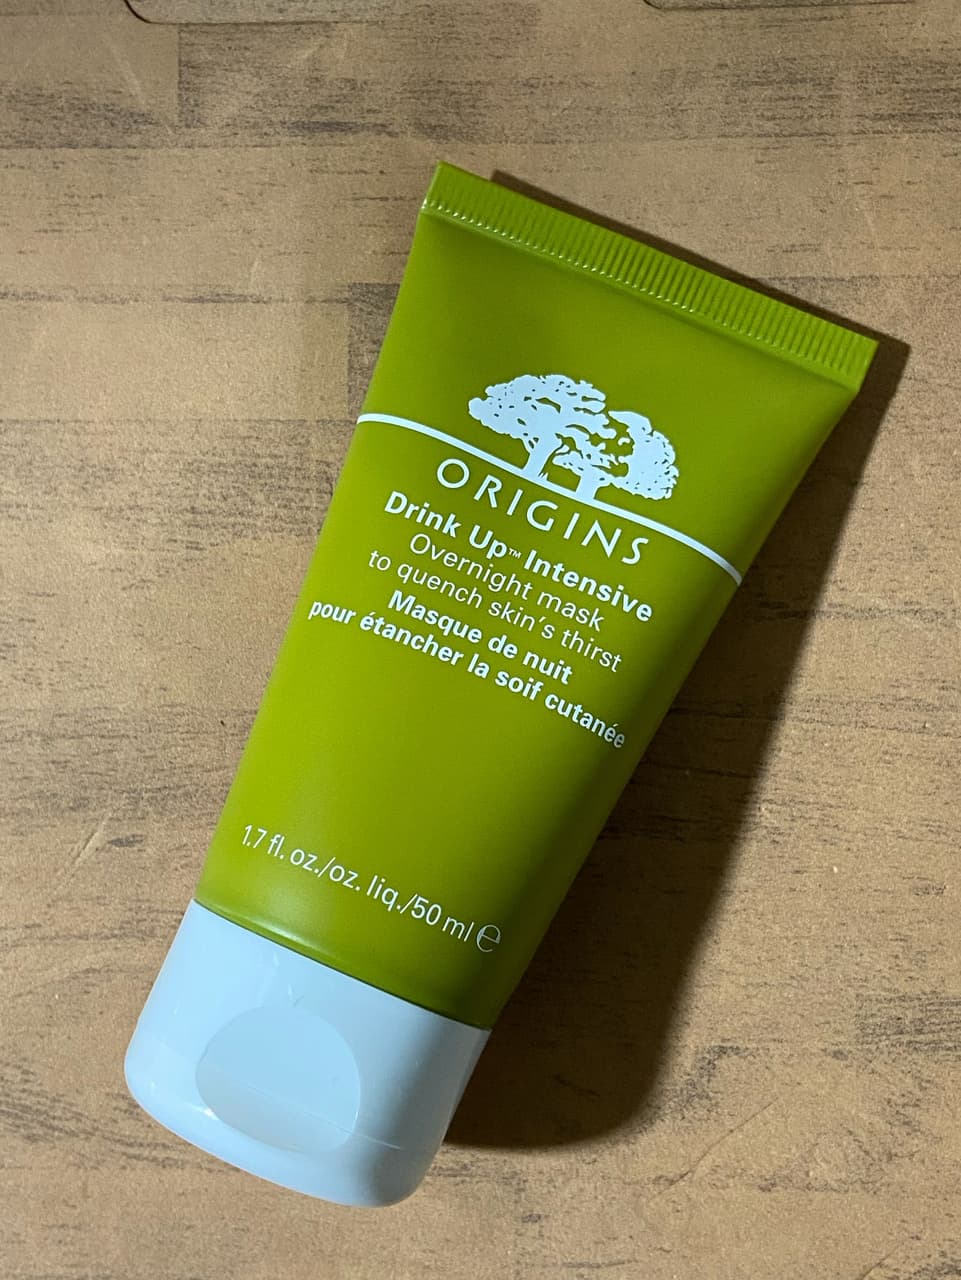 ORIGINS
Drink Up™ Intensive
Overnight mask
to quench skin's thirst
Masque de nuit
pour étancher la soif cutanée
1.7 fl. oz./oz. liq./50 ml ℮